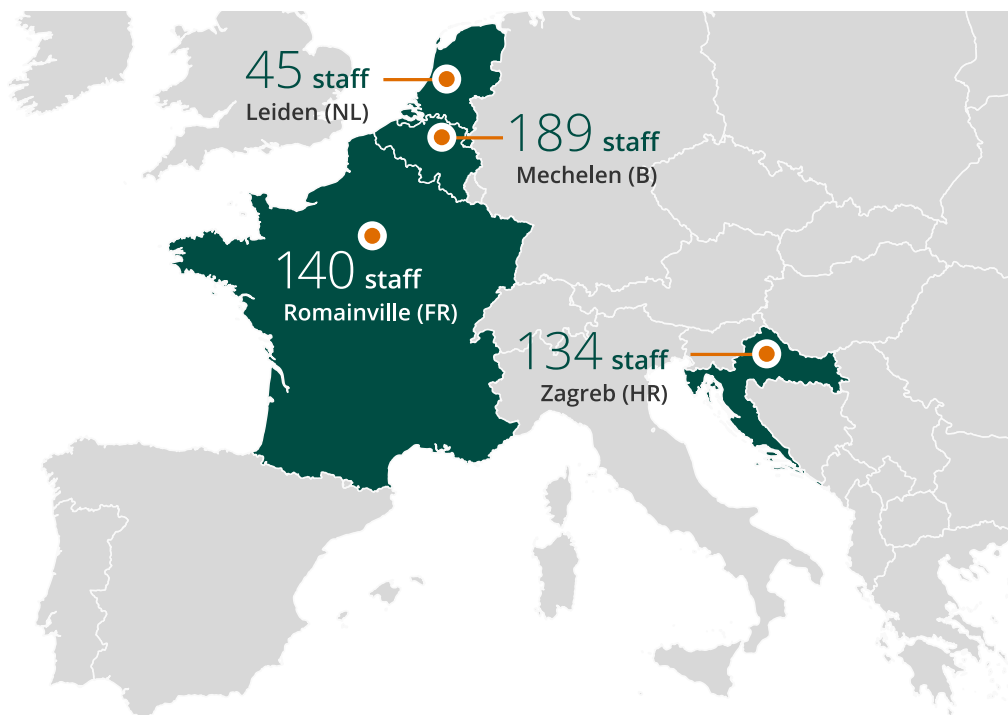 45 staff
Leiden (NL)
189 staff
Mechelen (B)
140 staff
Romainville (FR)
134 staff
Zagreb (HR)